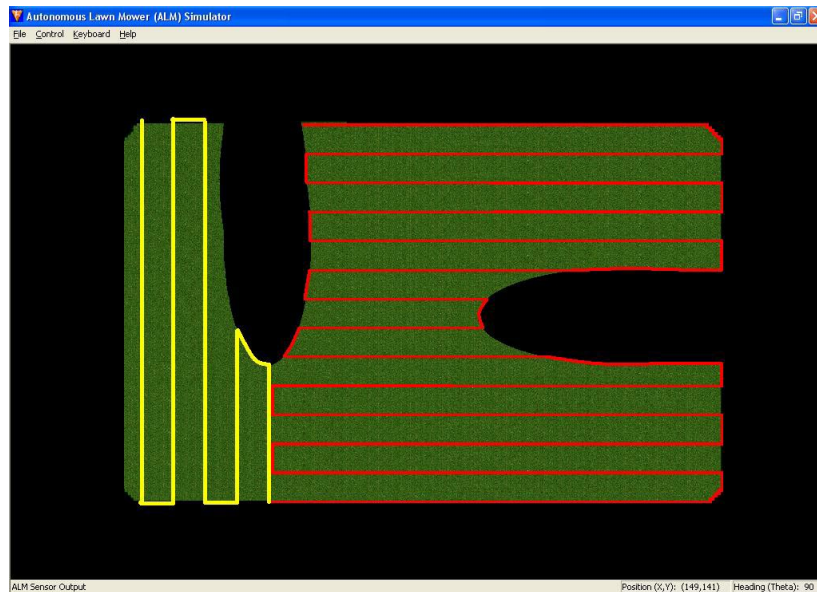 Autonomous Lawn Mower (ALM) Simulator
File Control Keyboard Help
ALM Sensor Output Position (X,Y): (149,141) Heading (Theta): 90